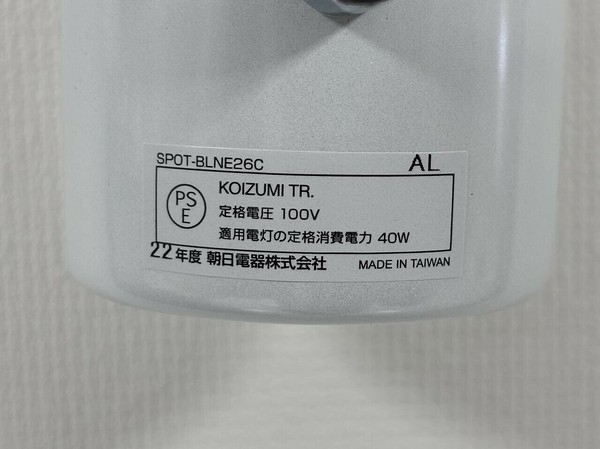 SPOT-BLNE26C AL
PS
E
KOIZUMI TR.
定格電圧 100V
適用電灯の定格消費電力 40W
22年度 朝日電器株式会社 MADE IN TAIWAN